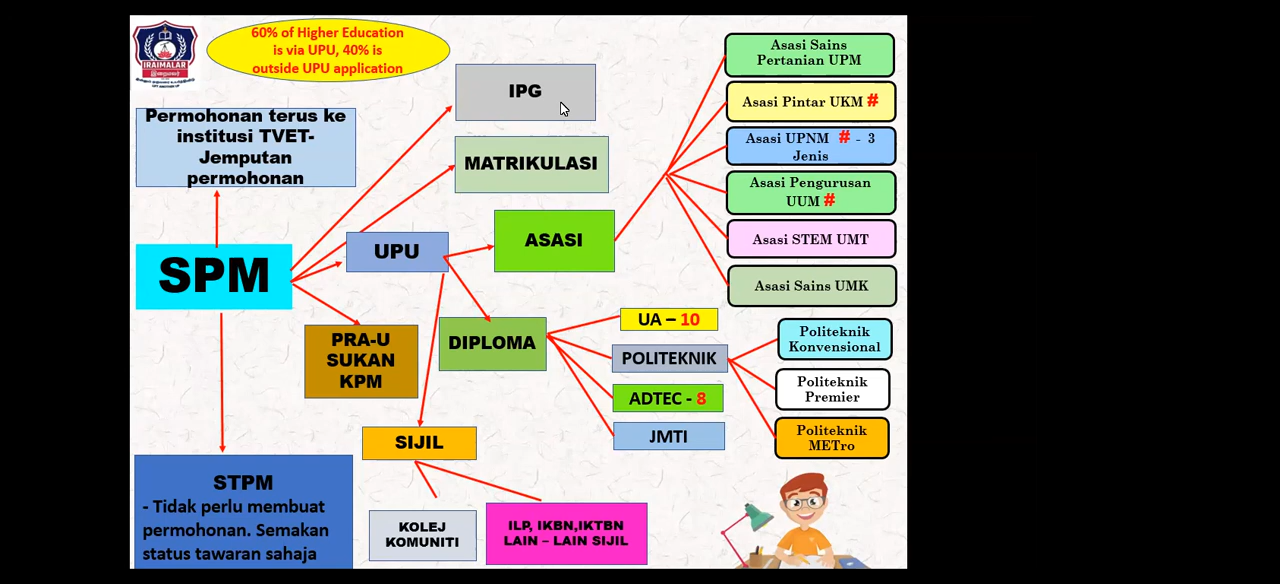 60% of Higher Education
is via UPU, 40% is
outside UPU application
IRAIMALAR
Permohonan terus ke
institusi TVET-
Jemputan
permohonan
SPM
STPM
- Tidak perlu membuat
permohonan. Semakan
status tawaran sahaja
IPG
MATRIKULASI
UPU
PRA-U
SUKAN
KPM
ASASI
DIPLOMA
SIJIL
KOLEJ
KOMUNITI
ILP, IKBN,IKTBN
LAIN – LAIN SIJIL
Asasi Sains
Pertanian UPM
Asasi Pintar UKM #
Asasi UPNM # - 3
Jenis
Asasi Pengurusan
UUM #
Asasi STEM UMT
Asasi Sains UMK
UA – 10
POLITEKNIK
ADTEC - 8
JMTI
Politeknik
Konvensional
Politeknik
Premier
Politeknik
METro